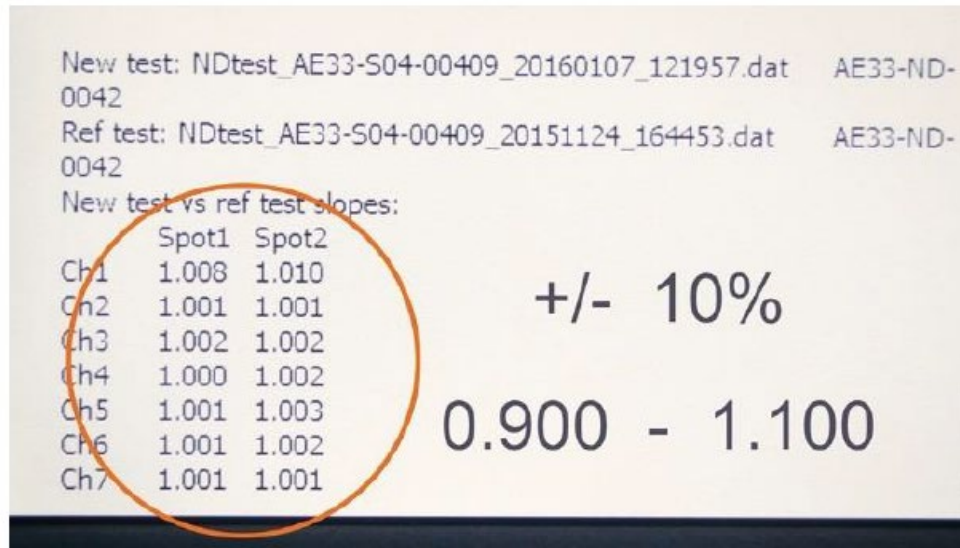 New test: NDtest_AE33-S04-00409_20160107_121957.dat AE33-ND-
0042
Ref test: NDtest_AE33-S04-00409_20151124_164453.dat AE33-ND-
0042
New test vs ref test slopes:
Spot1 Spot2
Ch1 1.008 1.010
Ch2 1.001 1.001
Ch3 1.002 1.002
Ch4 1.000 1.002
Ch5 1.001 1.003
Ch6 1.001 1.002
Ch7 1.001 1.001
+/- 10%
0.900 - 1.100